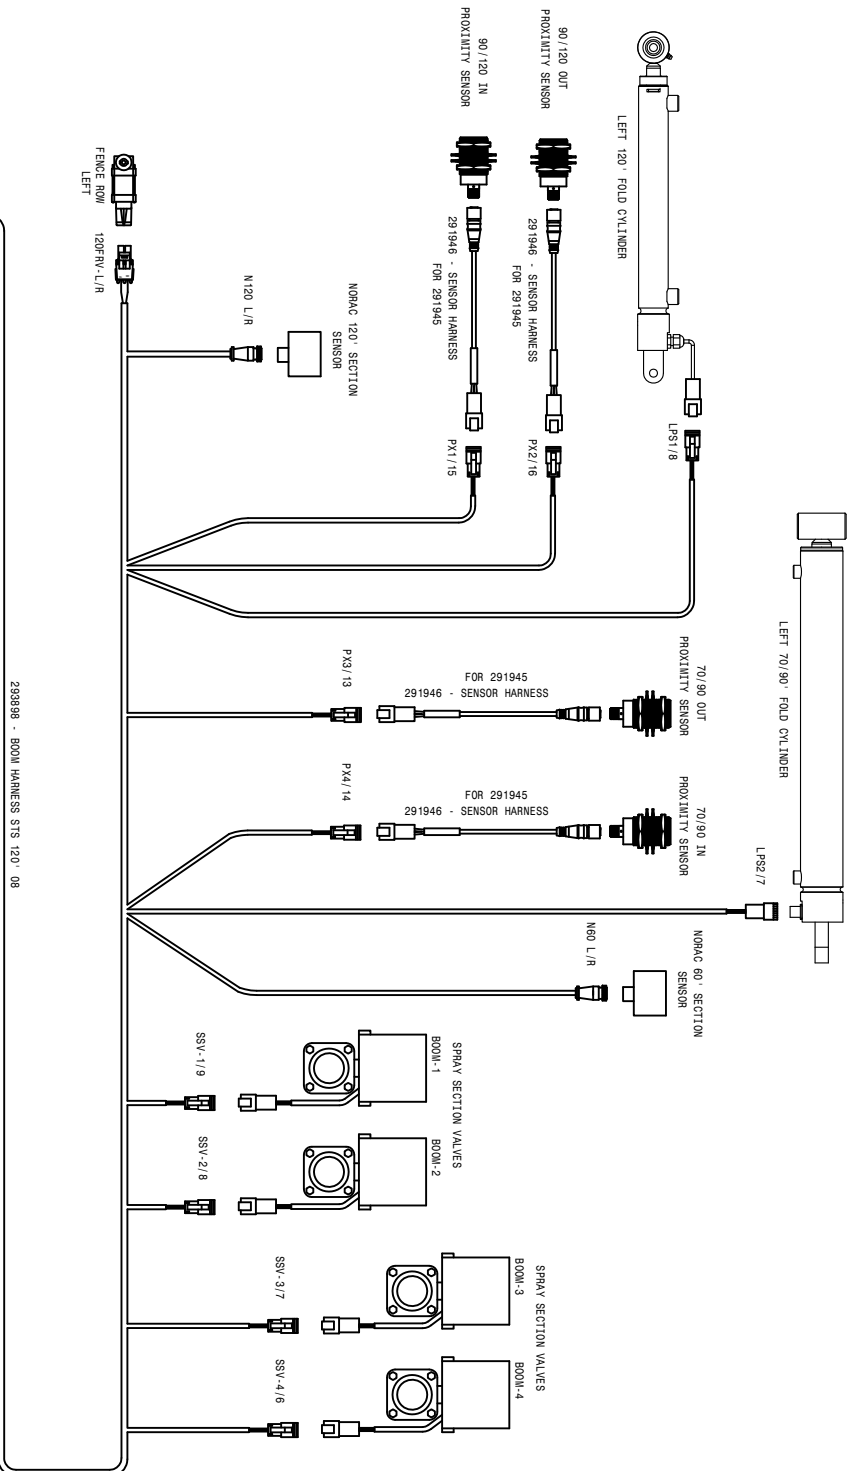 LEFT 120' FOLD CYLINDER
90/120 OUT
PROXIMITY SENSOR
90/120 IN
PROXIMITY SENSOR
291946 - SENSOR HARNESS
FOR 291945
291946 - SENSOR HARNESS
FOR 291945
LPS1/8
PX2/16
PX1/15
FENCE ROW
LEFT
120FRV-L/R
N120 L/R
NORAC 120' SECTION
SENSOR
LEFT 70/90' FOLD CYLINDER
70/90 OUT
PROXIMITY SENSOR
FOR 291945
291946 - SENSOR HARNESS
PX3/13
70/90 IN
PROXIMITY SENSOR
FOR 291945
291946 - SENSOR HARNESS
PX4/14
LPS2/7
NORAC 60' SECTION
SENSOR
N60 L/R
SPRAY SECTION VALVES
BOOM-1
BOOM-2
SSV-1/9
SSV-2/8
SPRAY SECTION VALVES
BOOM-3
BOOM-4
SSV-3/7
SSV-4/6
293898 - BOOM HARNESS STS 120' 08